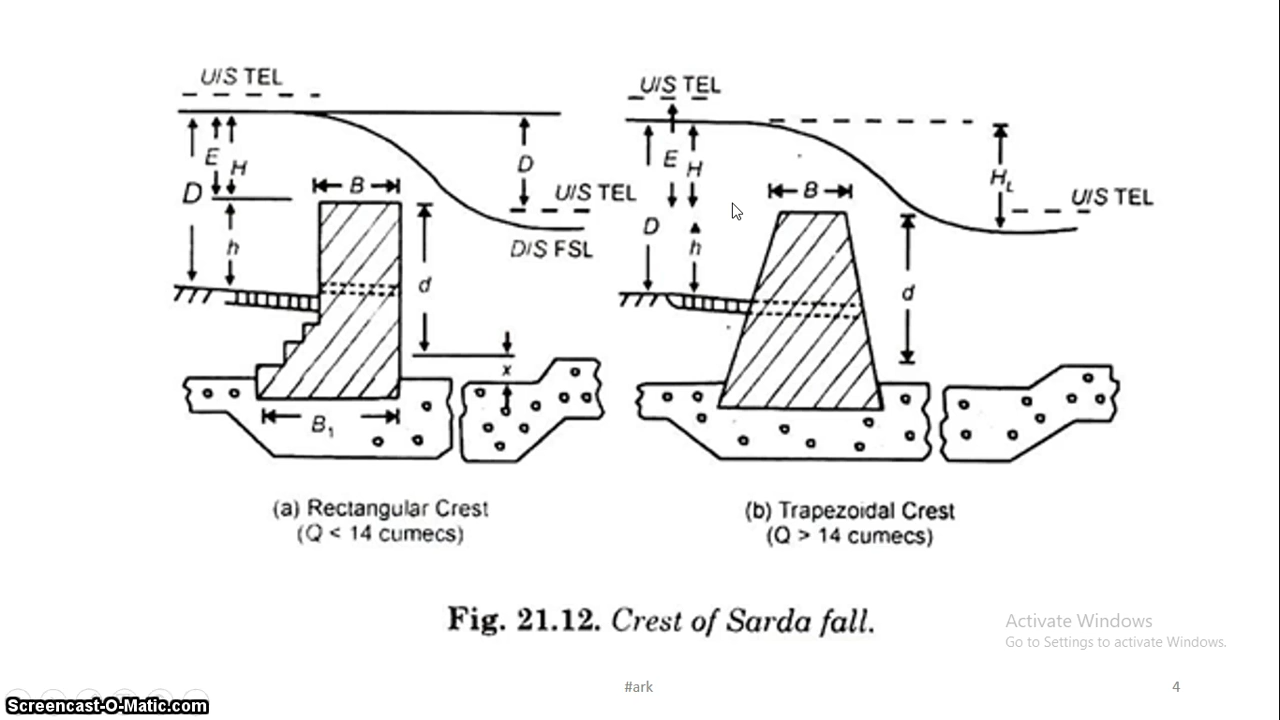 U/S TEL
E
H
D
h
B
D
U/S TEL
D/S FSL
d
x
B₁
(a) Rectangular Crest
(Q < 14 cumecs)
U/S TEL
E
H
D
h
B
H_L
U/S TEL
d
(b) Trapezoidal Crest
(Q > 14 cumecs)
Fig. 21.12. Crest of Sarda fall.
Activate Windows
Go to Settings to activate Windows.
#ark
4
Screencast-O-Matic.com